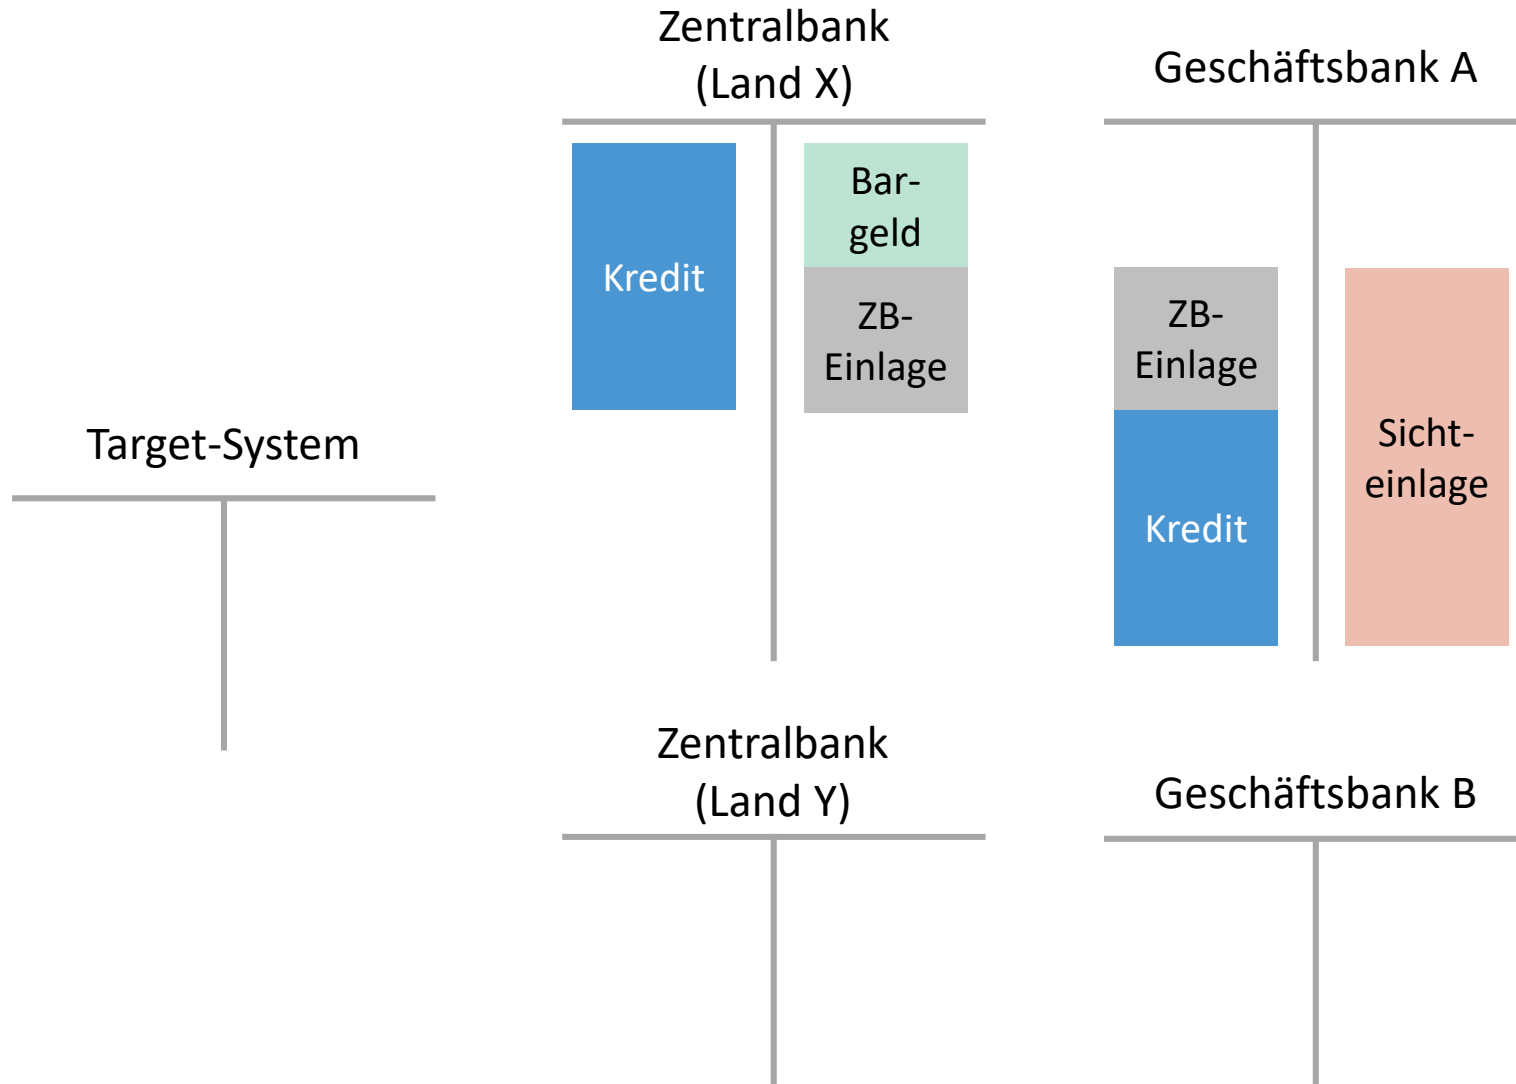 Zentralbank
(Land X)
Geschäftsbank A
Kredit
Bar-
geld
ZB-
Einlage
ZB-
Einlage
Kredit
Sicht-
einlage
Target-System
Zentralbank
(Land Y)
Geschäftsbank B